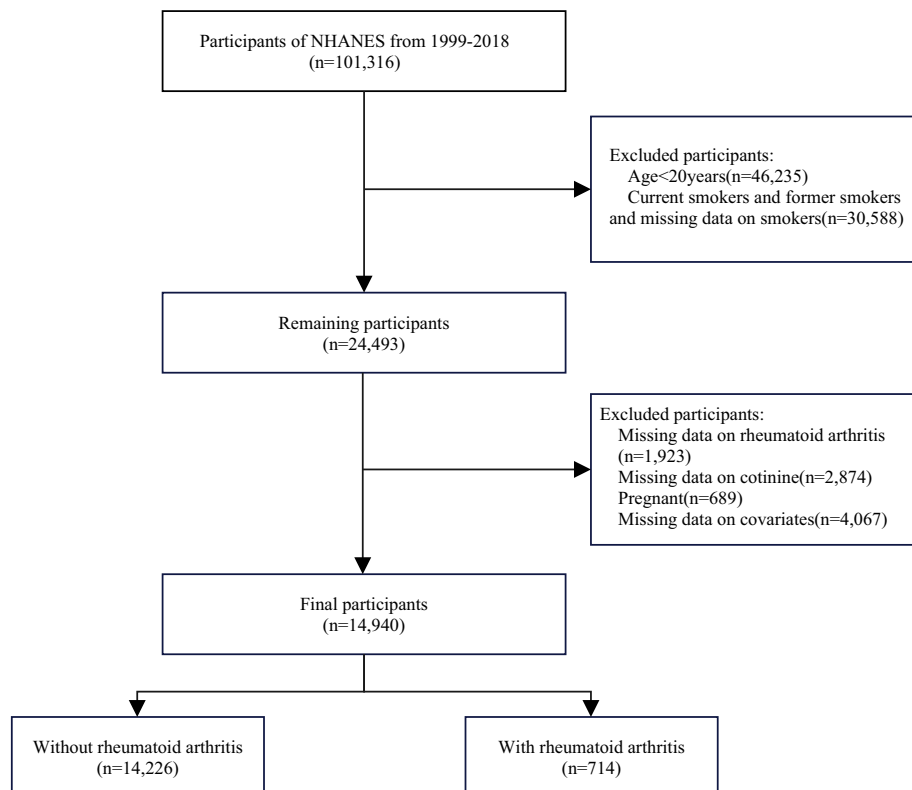 Participants of NHANES from 1999-2018
(n=101,316)
Excluded participants:
Age<20years(n=46,235)
Current smokers and former smokers
and missing data on smokers(n=30,588)
Remaining participants
(n=24,493)
Excluded participants:
Missing data on rheumatoid arthritis
(n=1,923)
Missing data on cotinine(n=2,874)
Pregnant(n=689)
Missing data on covariates(n=4,067)
Final participants
(n=14,940)
Without rheumatoid arthritis
(n=14,226)
With rheumatoid arthritis
(n=714)